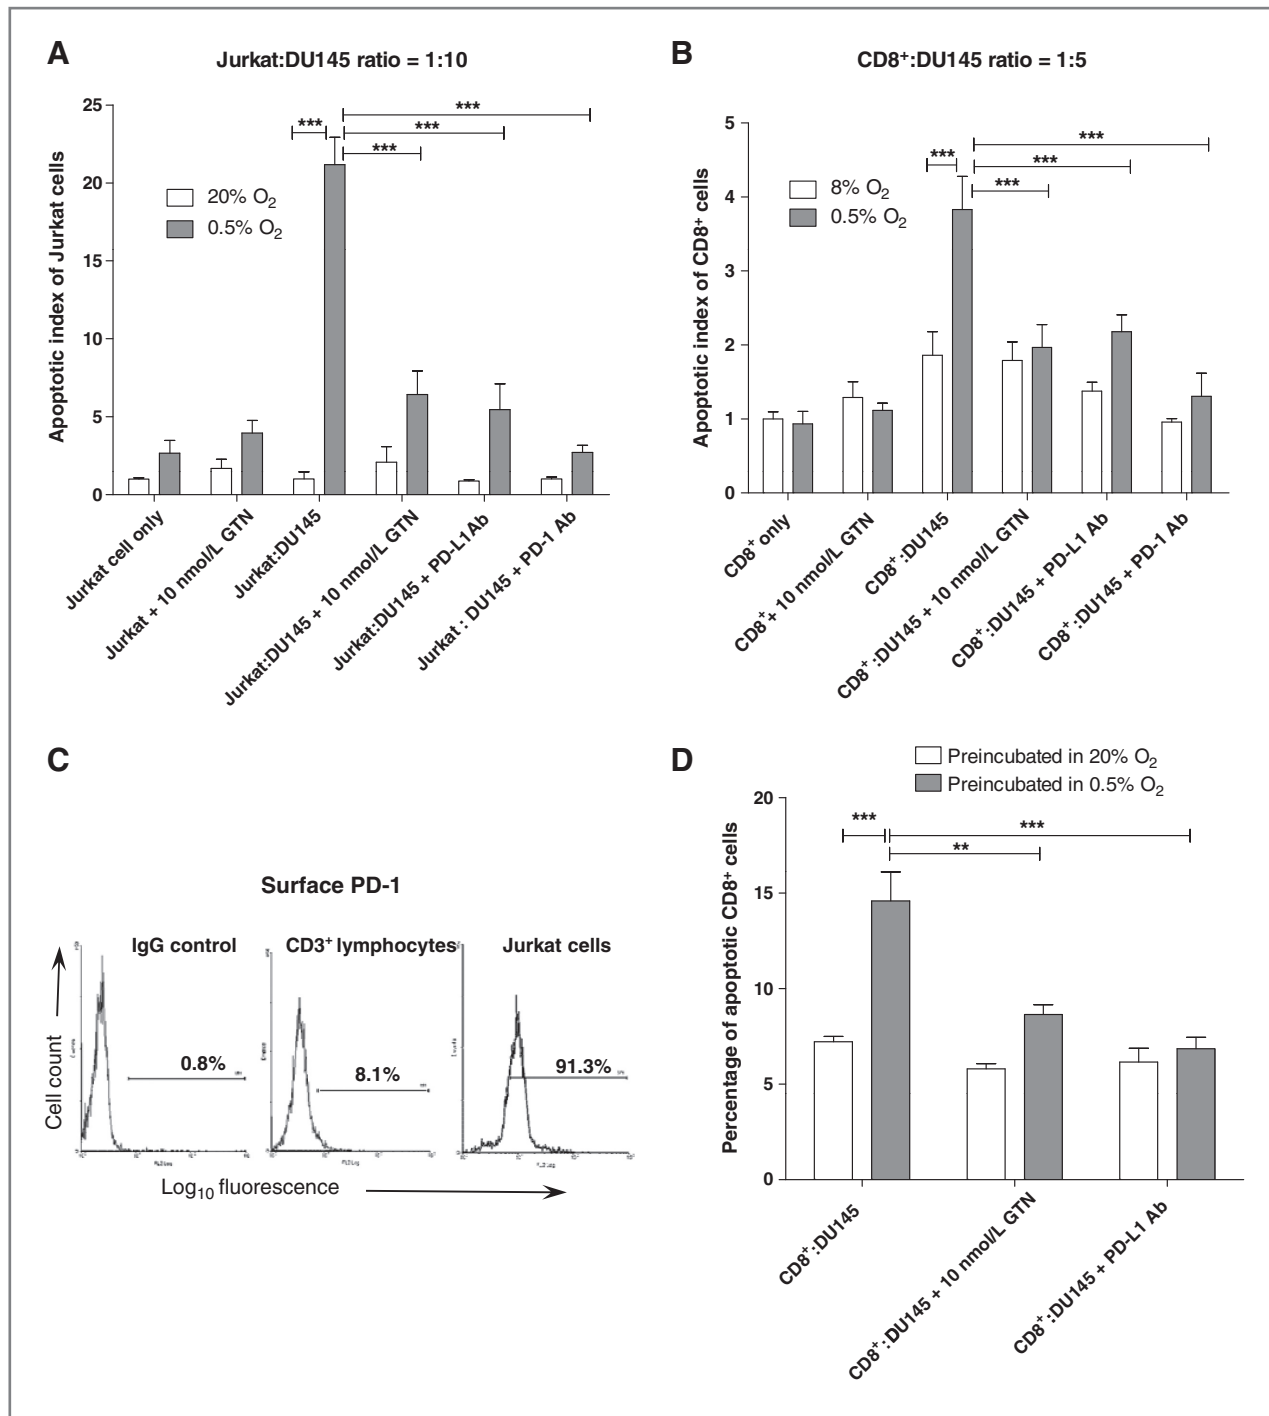 A
Jurkat:DU145 ratio = 1:10
Apoptotic index of Jurkat cells
25
20
15
10
5
0
20% O2
0.5% O2
***
***
***
***
Jurkat cell only
Jurkat + 10 nmol/L GTN
Jurkat:DU145
Jurkat:DU145 + 10 nmol/L GTN
Jurkat:DU145 + PD-L1Ab
Jurkat : DU145 + PD-1 Ab
B
CD8+:DU145 ratio = 1:5
Apoptotic index of CD8+ cells
5
4
3
2
1
0
8% O2
0.5% O2
***
***
***
***
CD8+ only
CD8+ + 10 nmol/L GTN
CD8+:DU145
CD8+:DU145 + 10 nmol/L GTN
CD8+:DU145 + PD-L1 Ab
CD8+:DU145 + PD-1 Ab
C
Surface PD-1
IgG control
CD3+ lymphocytes
Jurkat cells
0.8%
8.1%
91.3%
Cell count
Log10 fluorescence
D
Preincubated in 20% O2
Preincubated in 0.5% O2
Percentage of apoptotic CD8+ cells
20
15
10
5
0
***
***
**
CD8+:DU145
CD8+:DU145 + 10 nmol/L GTN
CD8+:DU145 + PD-L1 Ab